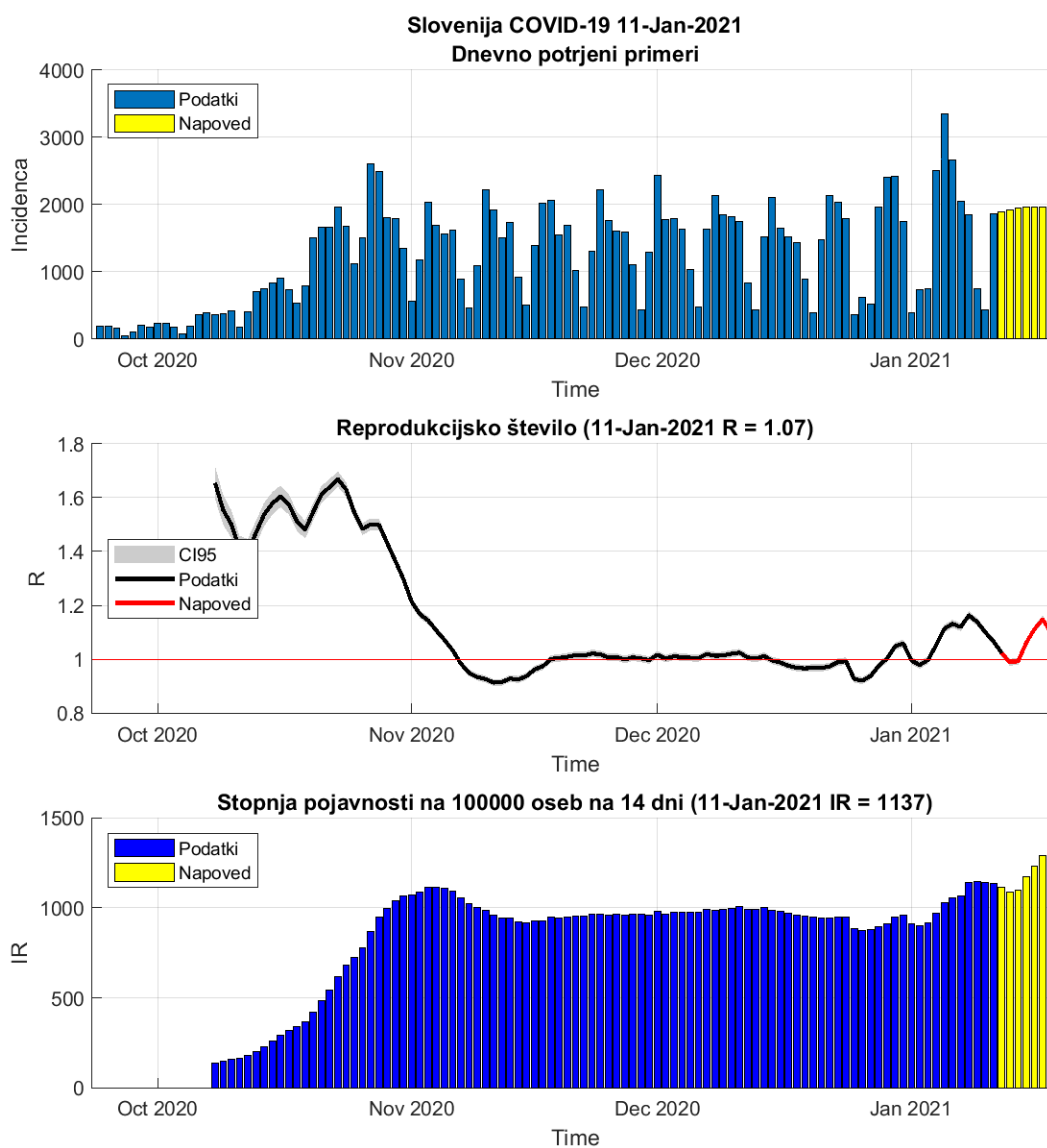 Slovenija COVID-19 11-Jan-2021
Dnevno potrjeni primeri
4000
3000
2000
1000
0
Incidenca
Podatki
Napoved
Oct 2020 Nov 2020 Dec 2020 Jan 2021
Time
Reprodukcijsko število (11-Jan-2021 R = 1.07)
1.8
1.6
1.4
1.2
1
0.8
R
CI95
Podatki
Napoved
Oct 2020 Nov 2020 Dec 2020 Jan 2021
Time
Stopnja pojavnosti na 100000 oseb na 14 dni (11-Jan-2021 IR = 1137)
1500
1000
500
0
IR
Podatki
Napoved
Oct 2020 Nov 2020 Dec 2020 Jan 2021
Time